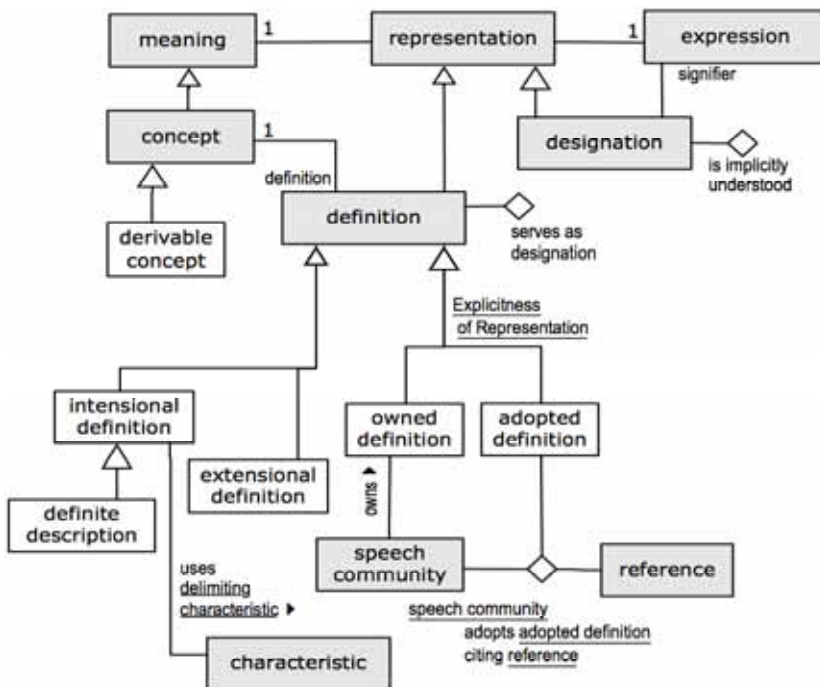 meaning
1
representation
1
expression
signifier
concept
1
designation
is implicitly
understood
definition
definition
derivable
concept
serves as
designation
Explicitness
of Representation
intensional
definition
owned
definition
adopted
definition
extensional
definition
owns
definite
description
speech
community
reference
uses
delimiting
characteristic
speech community
adopts adopted definition
citing reference
characteristic